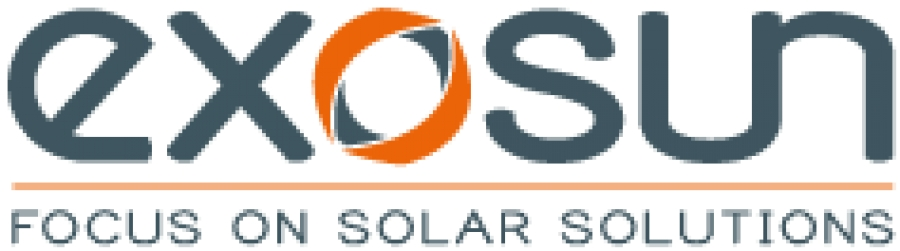 exosun
FOCUS ON SOLAR SOLUTIONS